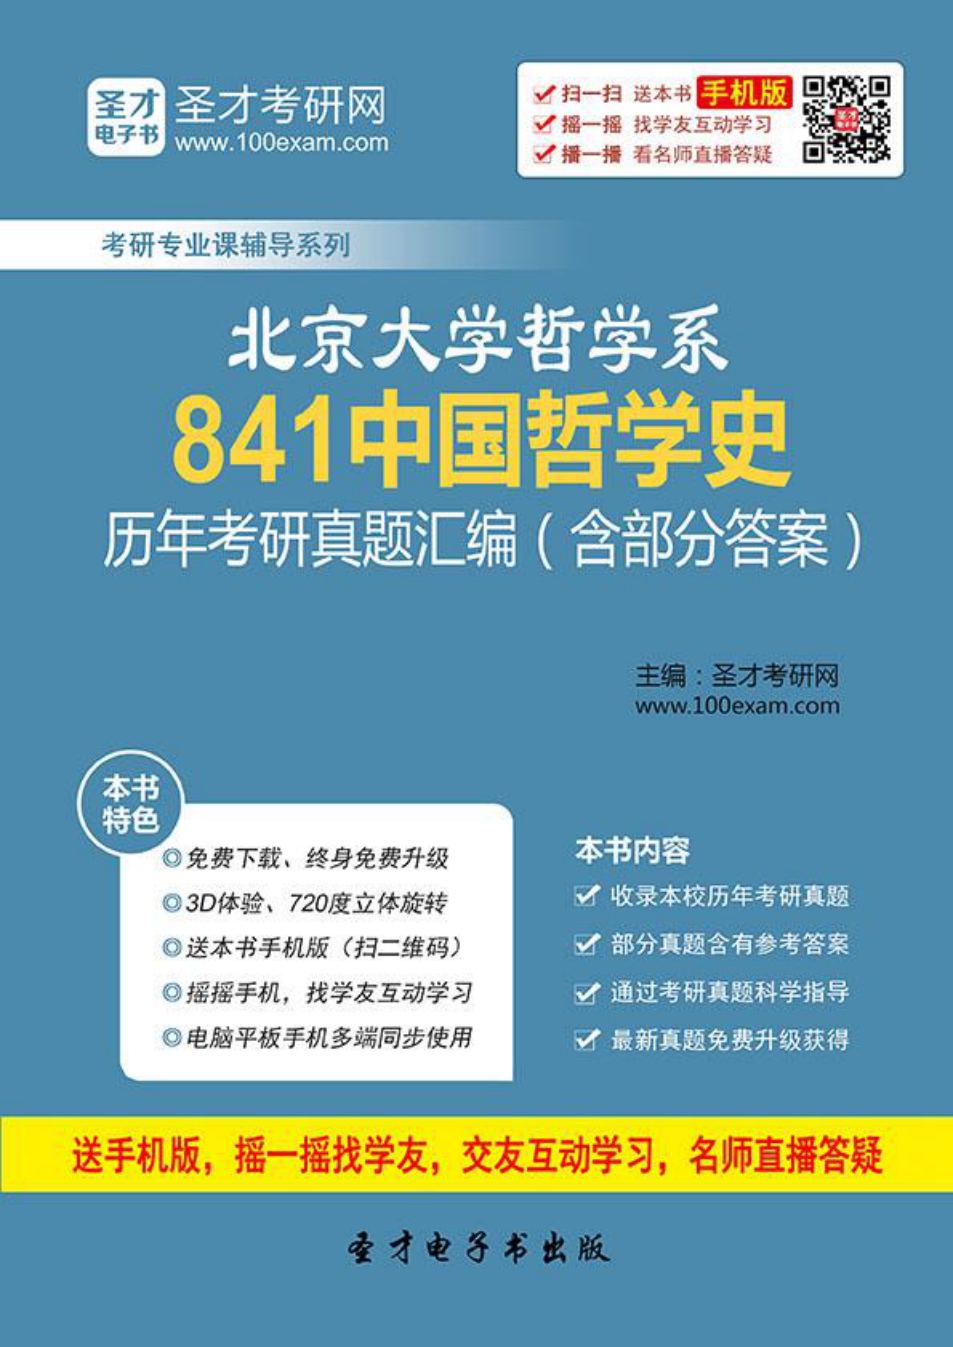 圣才
电子书
圣才考研网
www.100exam.com
扫一扫 送本书 手机版
摇一摇 找学友互动学习
播一播 看名师直播答疑
圣才
电子书
考研专业课辅导系列
北京大学哲学系
841中国哲学史
历年考研真题汇编（含部分答案）
主编：圣才考研网
www.100exam.com
本书
特色
◎免费下载、终身免费升级
◎3D体验、720度立体旋转
◎送本书手机版（扫二维码）
◎摇摇手机，找学友互动学习
◎电脑平板手机多端同步使用
本书内容
收录本校历年考研真题
部分真题含有参考答案
通过考研真题科学指导
最新真题免费升级获得
送手机版，摇一摇找学友，交友互动学习，名师直播答疑
圣才电子书出版